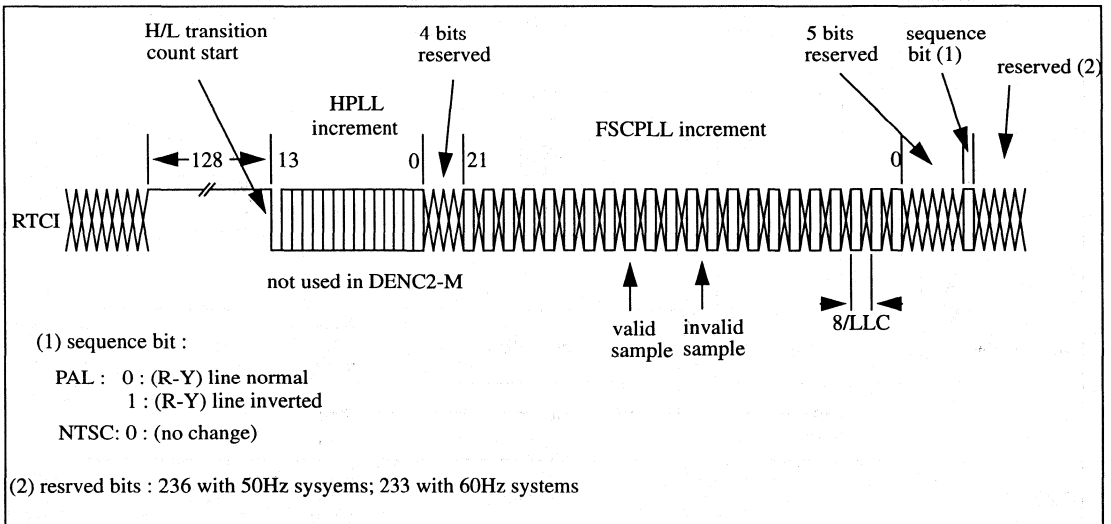 H/L transition
count start
4 bits
reserved
5 bits
reserved
sequence
bit (1)
reserved (2)
HPLL
increment
FSCPLL increment
128
13
0
21
0
RTCI
not used in DENC2-M
valid
sample
invalid
sample
8/LLC
(1) sequence bit :
PAL : 0 : (R-Y) line normal
1 : (R-Y) line inverted
NTSC: 0 : (no change)
(2) resrved bits : 236 with 50Hz sysyems; 233 with 60Hz systems